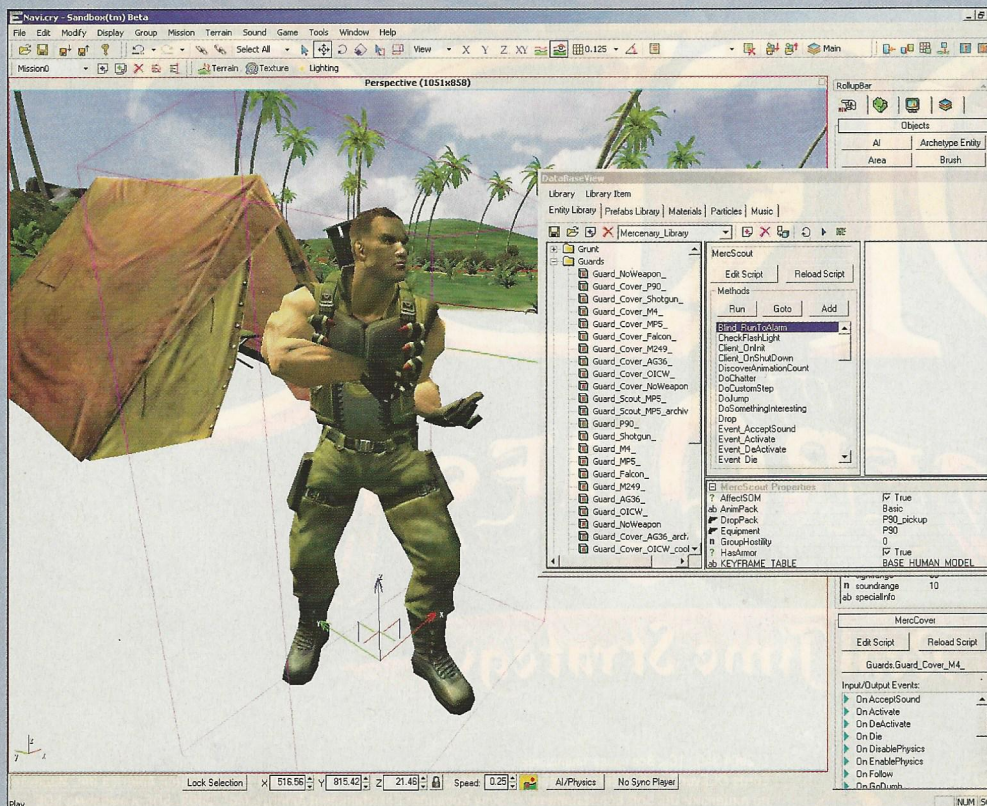 Navi.cry - Sandbox(tm) Beta
File Edit Modify Display Group Mission Terrain Sound Game Tools Window Help
Select All View X Y Z XY 0.125 Main
Mission0 Terrain Texture Lighting
Perspective (1051x858)
RollupBar
Objects
AI Archetype Entity
Area Brush
DataBaseView
Library Library Item
Entity Library Prefabs Library Materials Particles Music
Mercenary_Library
Grunt
Guards
Guard_NoWeapon_
Guard_Cover_P90_
Guard_Cover_Shotgun_
Guard_Cover_M4_
Guard_Cover_MP5_
Guard_Cover_Falcon_
Guard_Cover_M249_
Guard_Cover_AG36_
Guard_Cover_OICW_
Guard_Cover_NoWeapon
Guard_Scout_MP5_
Guard_Scout_MP5_archiv
Guard_P90_
Guard_Shotgun_
Guard_M4_
Guard_MP5_
Guard_Falcon_
Guard_M249_
Guard_AG36_
Guard_OICW_
Guard_NoWeapon
Guard_Cover_AG36_arch
Guard_Cover_OICW_cool
MercScout
Edit Script Reload Script
Methods
Run Goto Add
Blind_RunToAlarm
CheckFlashLight
Client_OnInit
Client_OnShutDown
DiscoverAnimationCount
DoChatter
DoCustomStep
DoJump
DoSomethingInteresting
Drop
Event_AcceptSound
Event_Activate
Event_DeActivate
Event_Die
MercScout Properties
? AffectSOM True
ab AnimPack Basic
DropPack P90_pickup
Equipment P90
n GroupHostility 0
? HasArmor True
ab KEYFRAME_TABLE BASE_HUMAN_MODEL
n soundrange 10
ab specialInfo
MercCover
Edit Script Reload Script
Guards.Guard_Cover_M4_
Input/Output Events:
On AcceptSound
On Activate
On DeActivate
On Die
On DisablePhysics
On EnablePhysics
On Follow
On GoDumb
z
y x
Z
Y X
Lock Selection X 516.56 Y 815.42 Z 21.46 Speed: 0.25 AI/Physics No Sync Player
Play NUM